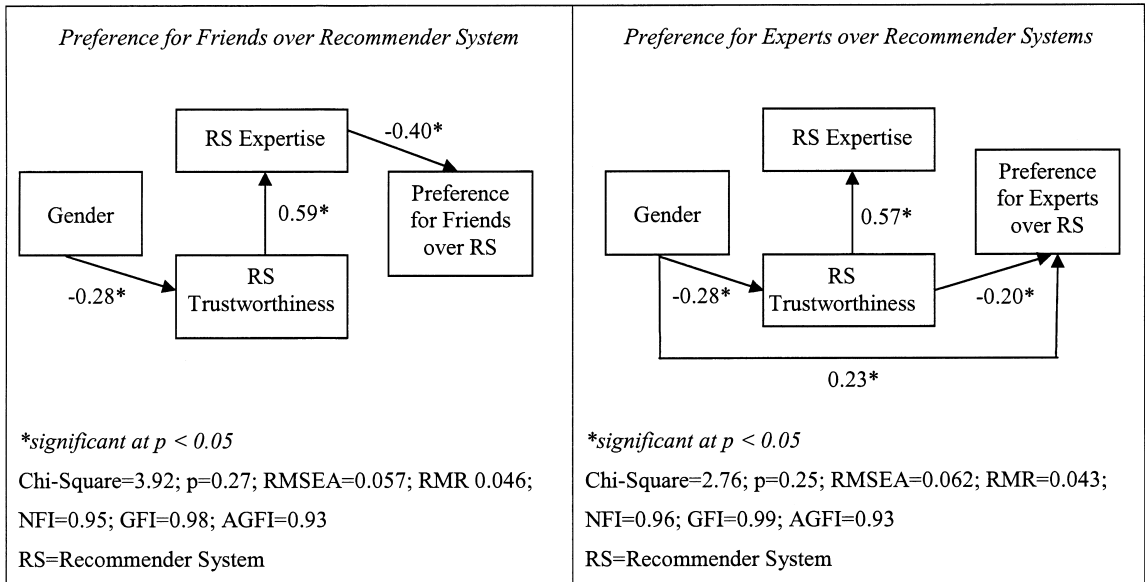 Preference for Friends over Recommender System
RS Expertise
-0.40*
Gender
0.59*
Preference
for Friends
over RS
-0.28*
RS
Trustworthiness
*significant at p < 0.05
Chi-Square=3.92; p=0.27; RMSEA=0.057; RMR 0.046;
NFI=0.95; GFI=0.98; AGFI=0.93
RS=Recommender System
Preference for Experts over Recommender Systems
RS Expertise
Preference
for Experts
over RS
Gender
0.57*
-0.28*
RS
Trustworthiness
-0.20*
0.23*
*significant at p < 0.05
Chi-Square=2.76; p=0.25; RMSEA=0.062; RMR=0.043;
NFI=0.96; GFI=0.99; AGFI=0.93
RS=Recommender System